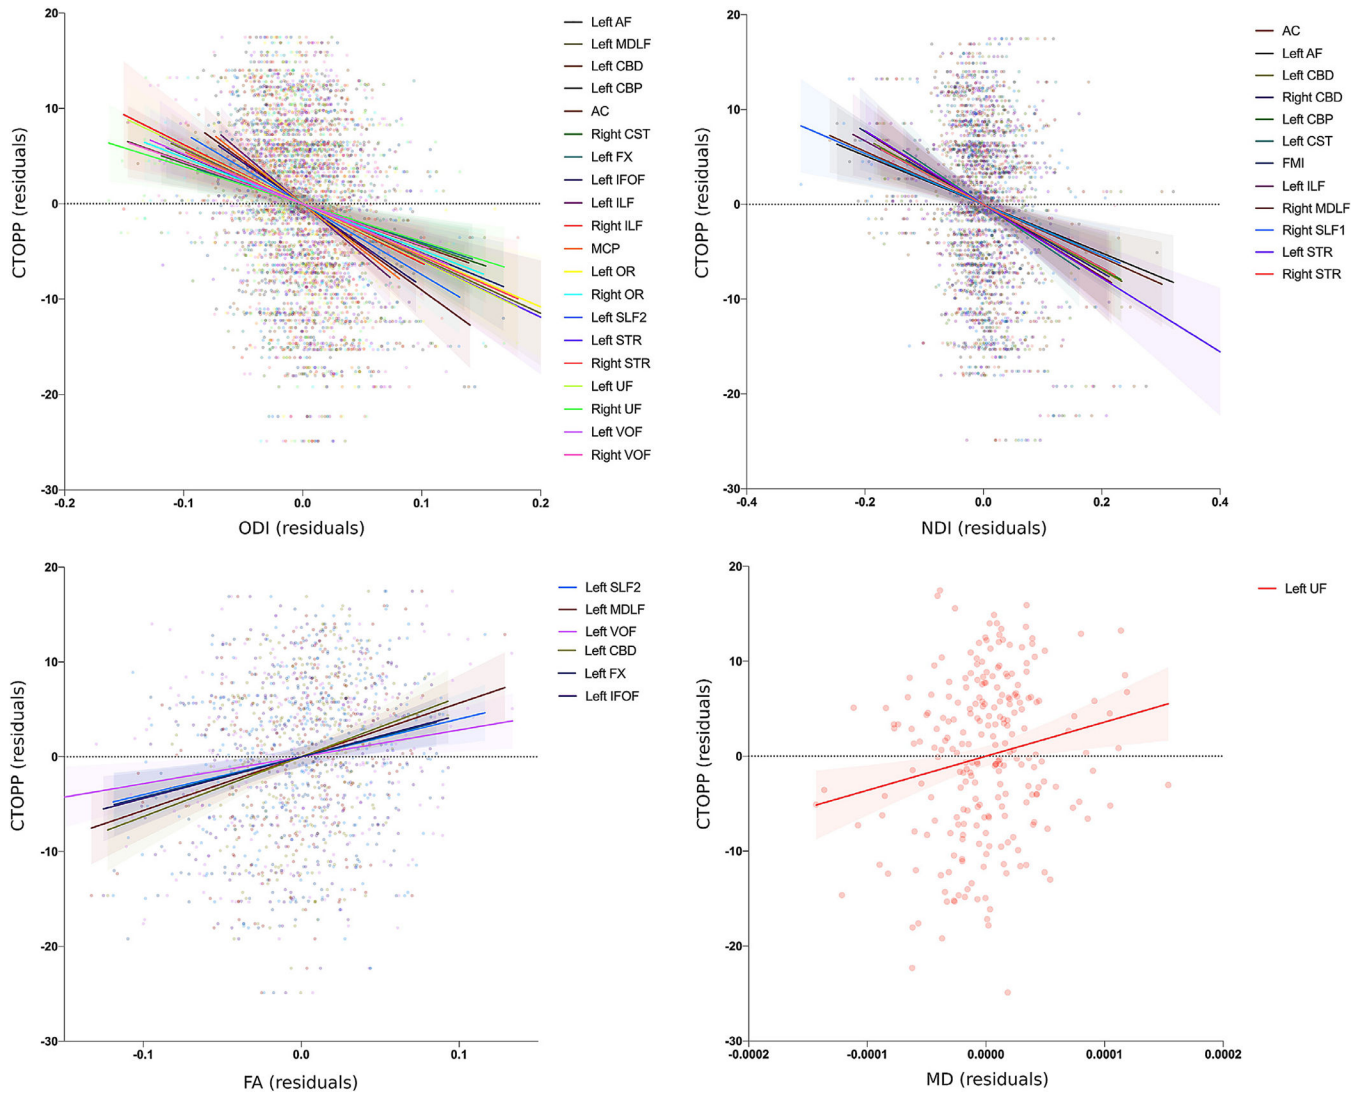 CTOPP (residuals)
20
10
0
-10
-20
-30
-0.2
-0.1
0.0
0.1
0.2
ODI (residuals)
Left AF
Left MDLF
Left CBD
Left CBP
AC
Right CST
Left FX
Left IFOF
Left ILF
Right ILF
MCP
Left OR
Right OR
Left SLF2
Left STR
Right STR
Left UF
Right UF
Left VOF
Right VOF
CTOPP (residuals)
20
10
0
-10
-20
-30
-0.4
-0.2
0.0
0.2
0.4
NDI (residuals)
AC
Left AF
Left CBD
Right CBD
Left CBP
Left CST
FMI
Left ILF
Right MDLF
Right SLF1
Left STR
Right STR
CTOPP (residuals)
20
10
0
-10
-20
-30
-0.1
0.0
0.1
FA (residuals)
Left SLF2
Left MDLF
Left VOF
Left CBD
Left FX
Left IFOF
CTOPP (residuals)
20
10
0
-10
-20
-30
-0.0002
-0.0001
0.0000
0.0001
0.0002
MD (residuals)
Left UF